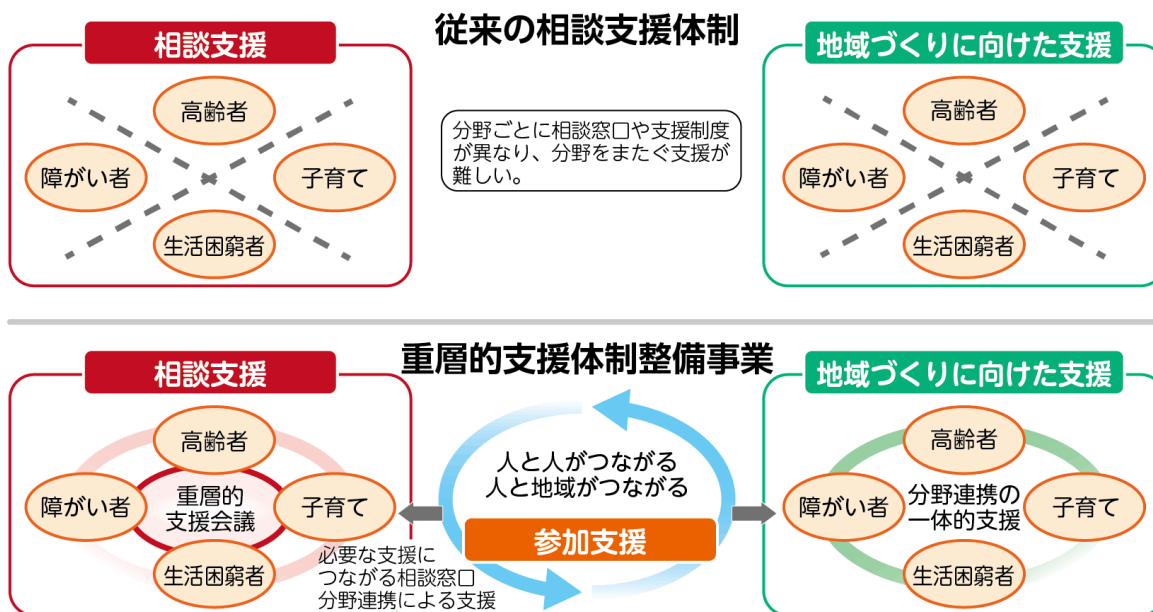 従来の相談支援体制
相談支援
高齢者
障がい者
子育て
生活困窮者
分野ごとに相談窓口や支援制度
が異なり、分野をまたぐ支援が
難しい。
地域づくりに向けた支援
高齢者
障がい者
子育て
生活困窮者
重層的支援体制整備事業
相談支援
高齢者
障がい者
重層的
支援会議
子育て
生活困窮者
必要な支援に
つながる相談窓口
分野連携による支援
人と人がつながる
人と地域がつながる
参加支援
地域づくりに向けた支援
高齢者
障がい者
分野連携の
一体的支援
子育て
生活困窮者